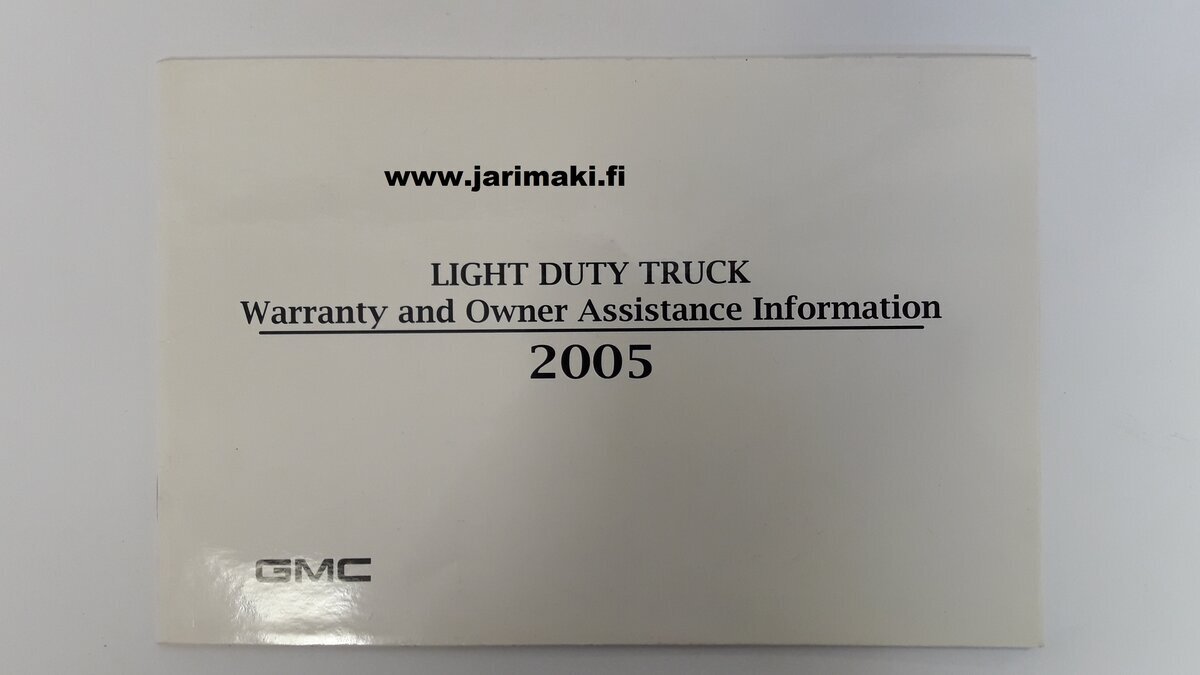 www.jarimaki.fi
LIGHT DUTY TRUCK
Warranty and Owner Assistance Information
2005
GMC